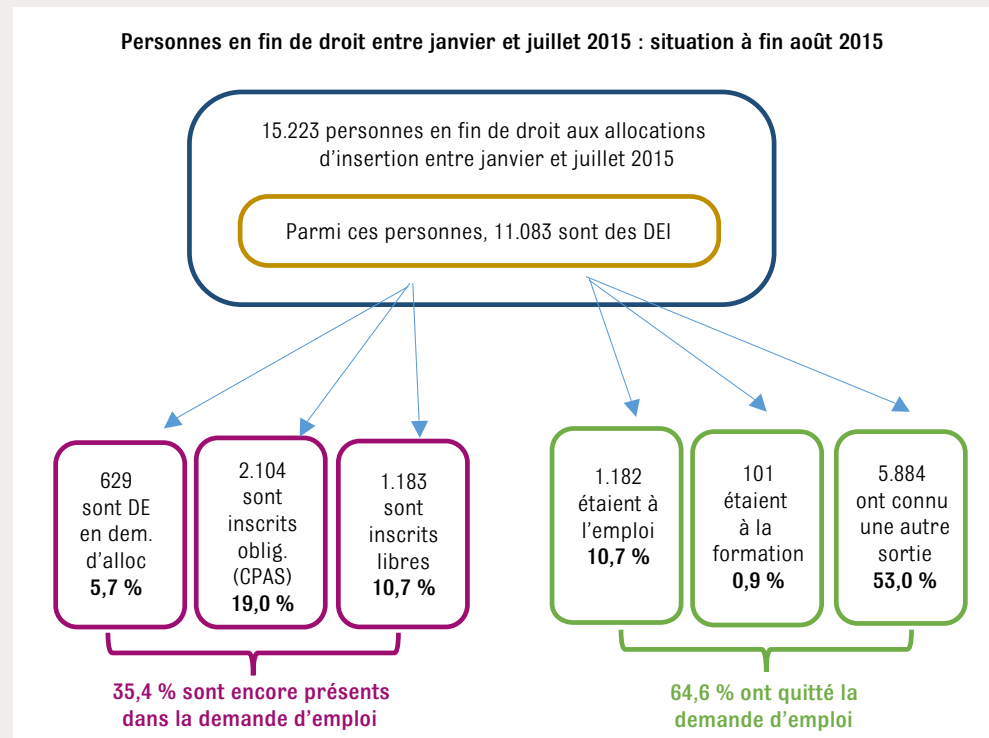 Personnes en fin de droit entre janvier et juillet 2015 : situation à fin août 2015
15.223 personnes en fin de droit aux allocations
d'insertion entre janvier et juillet 2015
Parmi ces personnes, 11.083 sont des DEI
629
sont DE
en dem.
d'alloc
5,7 %
2.104
sont
inscrits
oblig.
(CPAS)
19,0 %
1.183
sont
inscrits
libres
10,7 %
1.182
étaient à
l'emploi
10,7 %
101
étaient
à la
formation
0,9 %
5.884
ont connu
une autre
sortie
53,0 %
35,4 % sont encore présents
dans la demande d'emploi
64,6 % ont quitté la
demande d'emploi